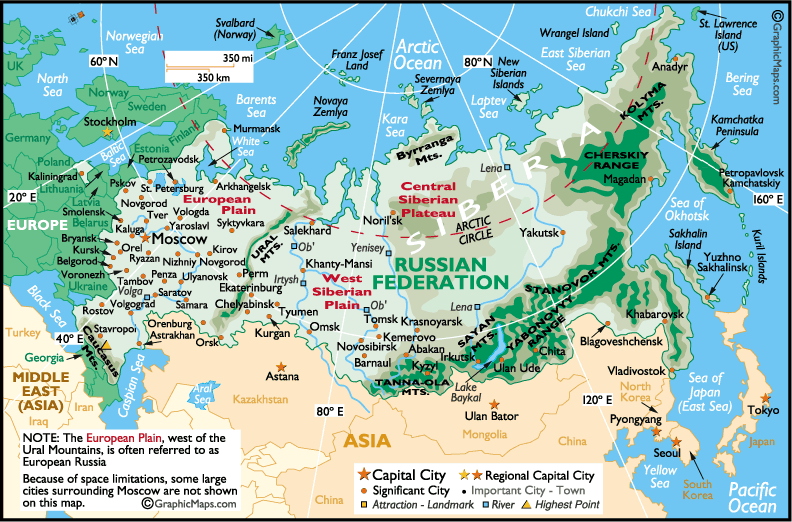 Chukchi Sea
©GraphicMaps.com
Svalbard
(Norway)
Norwegian
Sea
Arctic
Ocean
Wrangel Island
St. Lawrence
Island
(US)
East Siberian
Sea
350 mi
350 km
Franz Josef
Land
80º N
60º N
UK
North
Sea
Severnaya
Zemlya
New
Siberian
Islands
Anadyr
Bering
Sea
Norway
Sweden
Finland
Stockholm
Barents
Sea
Novaya
Zemlya
Kara
Sea
Laptev
Sea
KOLYMA
MTS.
Kamchatka
Peninsula
Germany
Baltic
Sea
Estonia
Murmansk
White
Sea
Petrozavodsk
Byrranga
Mts.
Lena
CHERSKIY
RANGE
Magadan
Petropavlovsk
Kamchatskiy
160º E
Poland
Kaliningrad
Lithuania
Latvia
Belarus
Pskov
St. Petersburg
Arkhangelsk
European
Plain
Central
Siberian
Plateau
SIBERIA
20º E
EUROPE
Novgorod
Smolensk
Tver
Vologda
Kaluga
Yaroslavl
Syktyvkara
Noril'sk
ARCTIC
CIRCLE
Yakutsk
Sea of
Okhotsk
Sakhalin
Island
Kuril Islands
Yuzhno
Sakhalinsk
Bryansk
Moscow
Kursk
Orel
Belgorod
Ryazan
Nizhniy Novgorod
Kirov
URAL
MTS.
Salekhard
Ob'
Yenisey
RUSSIAN
FEDERATION
Voronezh
Ukraine
Penza
Ulyanovsk
Perm
Khanty-Mansi
Tambov
Volga
Saratov
Samara
Ekaterinburg
Irtysh
West
Siberian
Plain
Ob'
Lena
STANOVOR MTS.
Black Sea
Rostov
Volgograd
Chelyabinsk
Tyumen
Tomsk
Krasnoyarsk
SAYAN
MTS.
YABONOVYY
RANGE
Khabarovsk
Turkey
40º E
Stavropol
Orenburg
Astrakhan
Orsk
Kurgan
Omsk
Novosibirsk
Kemerovo
Abakan
Irkutsk
Chita
Blagoveshchensk
Georgia
Caucasus
Mts.
Barnaul
Kyzyl
Ulan Ude
Vladivostok
Caspian Sea
Astana
Kazakhstan
TANNA-OLA
MTS.
Lake
Baykal
North
Korea
Sea of
Japan
(East Sea)
MIDDLE
EAST
(ASIA)
Iran
Iraq
Aral
Sea
80º E
Ulan Bator
Mongolia
120º E
Pyongyang
Tokyo
Japan
ASIA
China
Seoul
Yellow
Sea
South
Korea
Pacific
Ocean
China
NOTE: The European Plain, west of the
Ural Mountains, is often referred to as
European Russia
Because of space limitations, some large
cities surrounding Moscow are not shown
on this map.
©GraphicMaps.com
Capital City
Regional Capital City
Significant City
Important City - Town
Attraction - Landmark
River
Highest Point